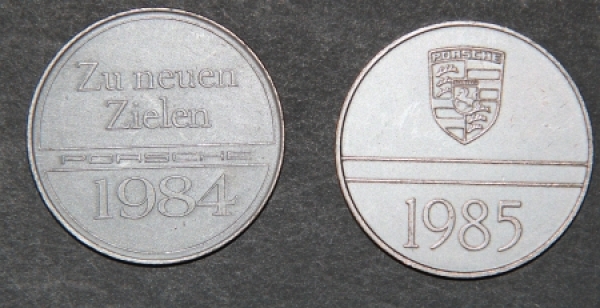 Zu neuen
Zielen
PORSCHE
1984
PORSCHE
1985